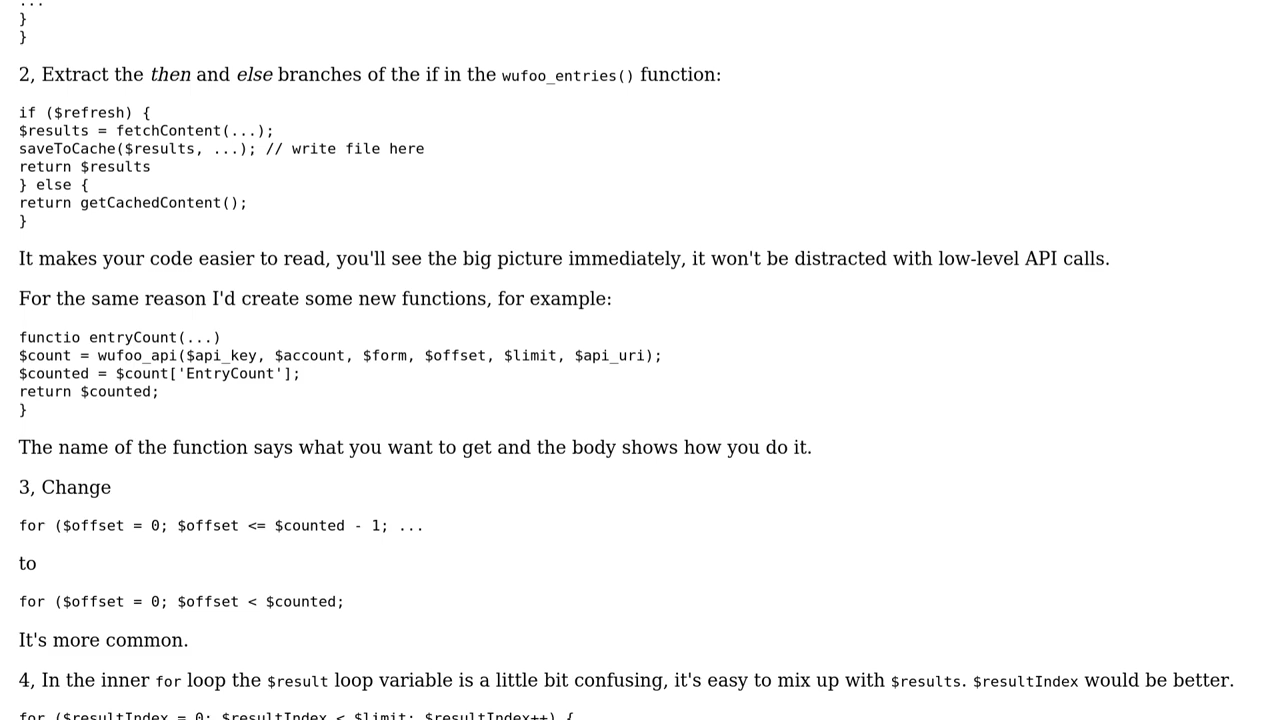 ...
}
}
2, Extract the then and else branches of the if in the wufoo_entries() function:
if ($refresh) {
$results = fetchContent(...);
saveToCache($results, ...); // write file here
return $results
} else {
return getCachedContent();
}
It makes your code easier to read, you'll see the big picture immediately, it won't be distracted with low-level API calls.
For the same reason I'd create some new functions, for example:
functio entryCount(...)
$count = wufoo_api($api_key, $account, $form, $offset, $limit, $api_uri);
$counted = $count['EntryCount'];
return $counted;
}
The name of the function says what you want to get and the body shows how you do it.
3, Change
for ($offset = 0; $offset <= $counted - 1; ...
to
for ($offset = 0; $offset < $counted;
It's more common.
4, In the inner for loop the $result loop variable is a little bit confusing, it's easy to mix up with $results. $resultIndex would be better.
for ($resultIndex = 0; $resultIndex < $limit; $resultIndex++) {